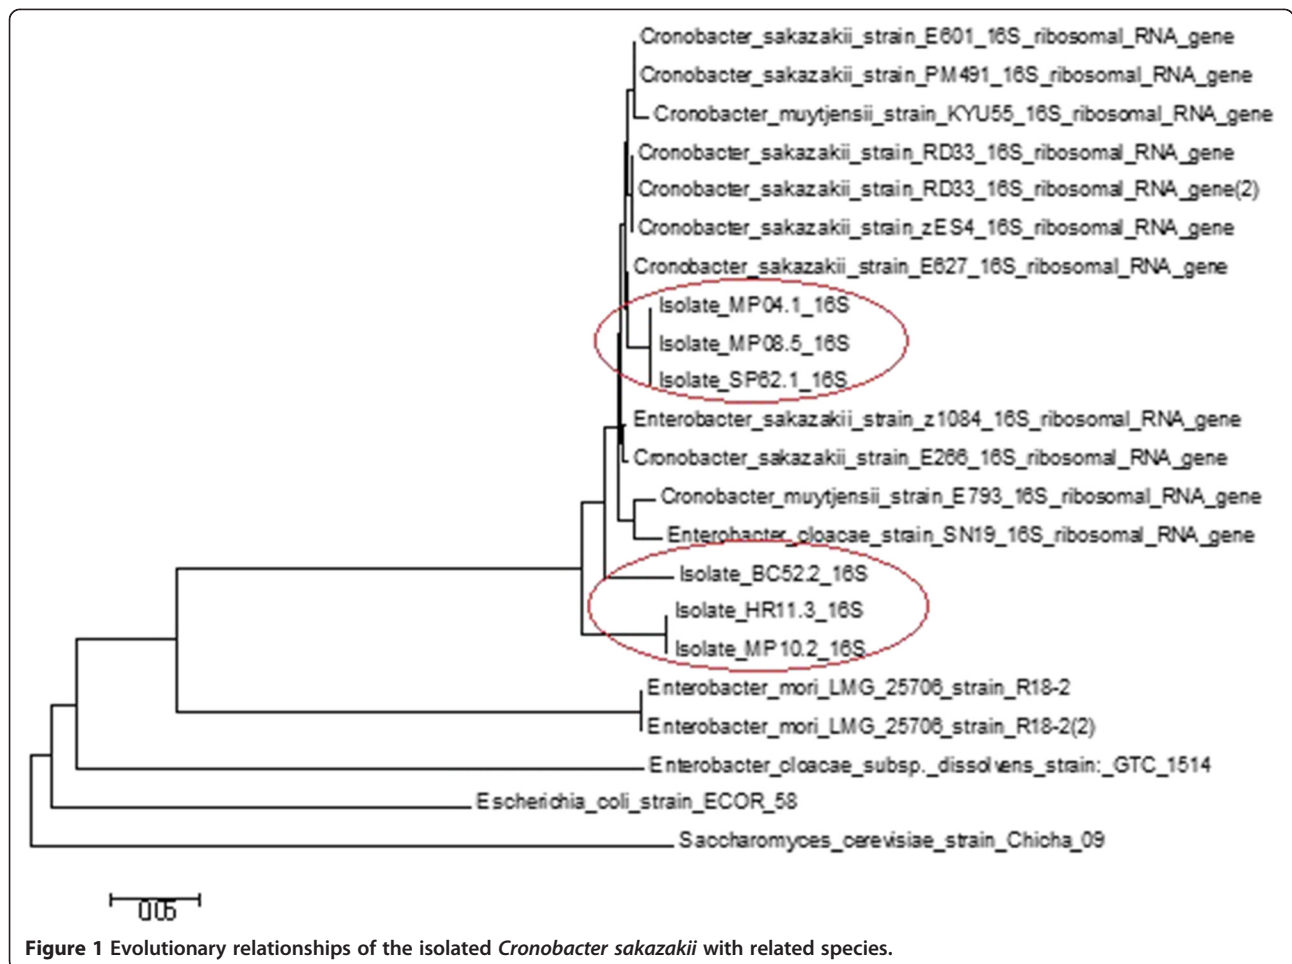 Cronobacter_sakazakii_strain_E601_16S_ribosomal_RNA_gene
Cronobacter_sakazakii_strain_PM491_16S_ribosomal_RNA_gene
Cronobacter_muytjensii_strain_KYU55_16S_ribosomal_RNA_gene
Cronobacter_sakazakii_strain_RD33_16S_ribosomal_RNA_gene
Cronobacter_sakazakii_strain_RD33_16S_ribosomal_RNA_gene(2)
Cronobacter_sakazakii_strain_zES4_16S_ribosomal_RNA_gene
Cronobacter_sakazakii_strain_E627_16S_ribosomal_RNA_gene
Isolate_MP04.1_16S
Isolate_MP08.5_16S
Isolate_SP62.1_16S
Enterobacter_sakazakii_strain_z1084_16S_ribosomal_RNA_gene
Cronobacter_sakazakii_strain_E266_16S_ribosomal_RNA_gene
Cronobacter_muytjensii_strain_E793_16S_ribosomal_RNA_gene
Enterobacter_cloacae_strain_SN19_16S_ribosomal_RNA_gene
Isolate_BC52.2_16S
Isolate_HR11.3_16S
Isolate_MP10.2_16S
Enterobacter_mori_LMG_25706_strain_R18-2
Enterobacter_mori_LMG_25706_strain_R18-2(2)
Enterobacter_cloacae_subsp._dissolvens_strain:_GTC_1514
Escherichia_coli_strain_ECOR_58
Saccharomyces_cerevisiae_strain_Chicha_09
0.05
Figure 1 Evolutionary relationships of the isolated Cronobacter sakazakii with related species.